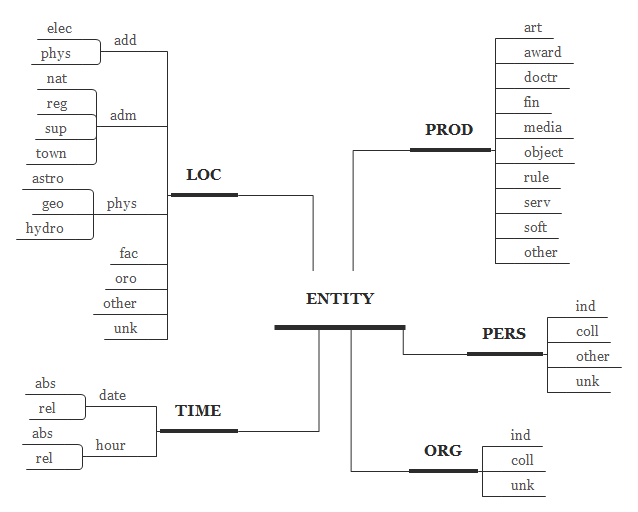 ENTITY
LOC
add
elec
phys
adm
nat
reg
sup
town
phys
astro
geo
hydro
fac
oro
other
unk
TIME
date
abs
rel
hour
abs
rel
PROD
art
award
doctr
fin
media
object
rule
serv
soft
other
PERS
ind
coll
other
unk
ORG
ind
coll
unk